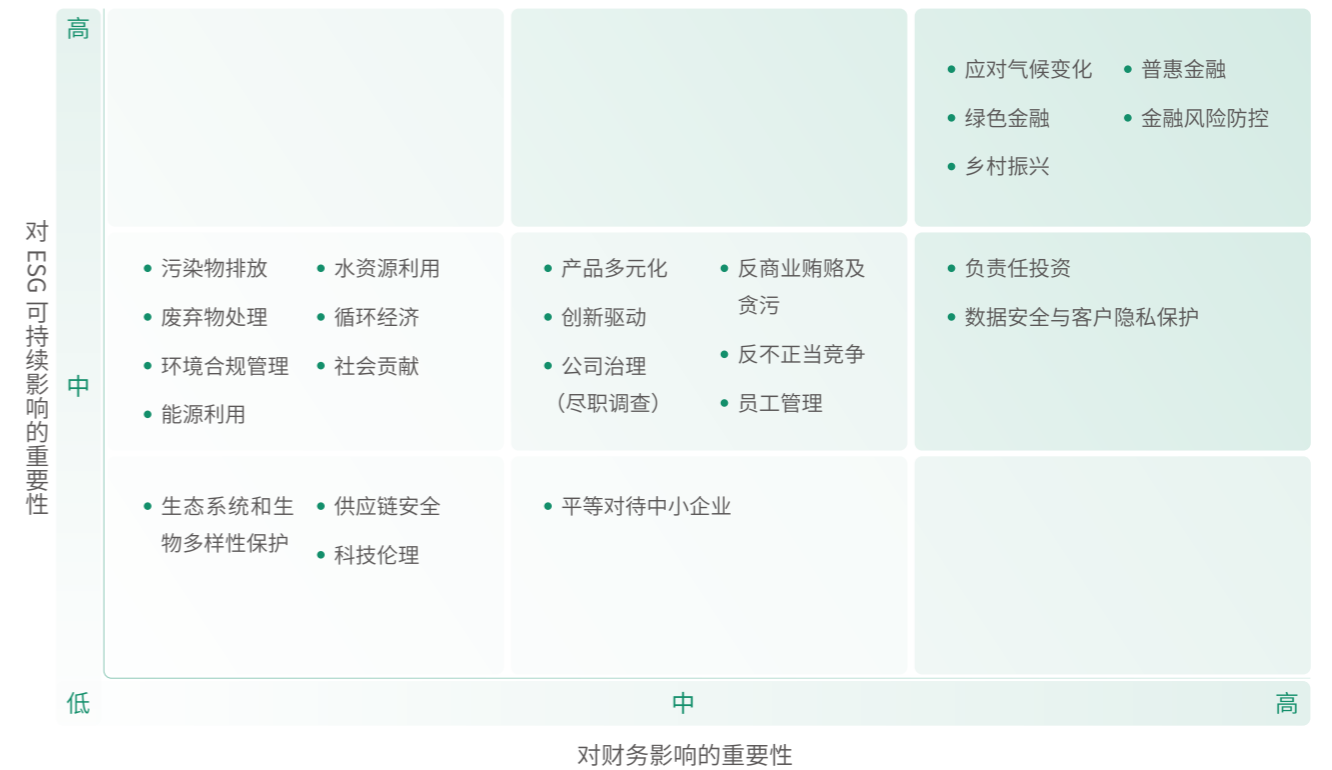 高
应对气候变化
普惠金融
绿色金融
金融风险防控
乡村振兴
对 ESG 可持续影响的重要性
中
污染物排放
水资源利用
废弃物处理
循环经济
环境合规管理
社会贡献
能源利用
产品多元化
反商业贿赂及
贪污
创新驱动
反不正当竞争
公司治理
（尽职调查）
员工管理
负责任投资
数据安全与客户隐私保护
生态系统和生
物多样性保护
供应链安全
科技伦理
平等对待中小企业
低
中
高
对财务影响的重要性